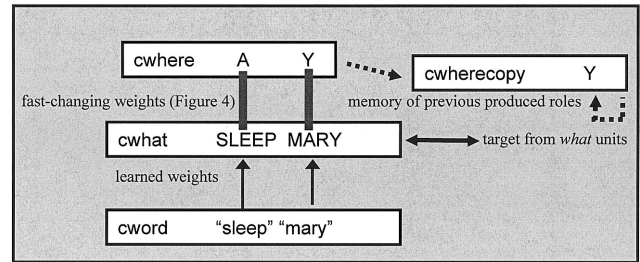 cwhere A Y
cwherecopy Y
fast-changing weights (Figure 4)
memory of previous produced roles
cwhat SLEEP MARY
target from what units
learned weights
cword "sleep" "mary"